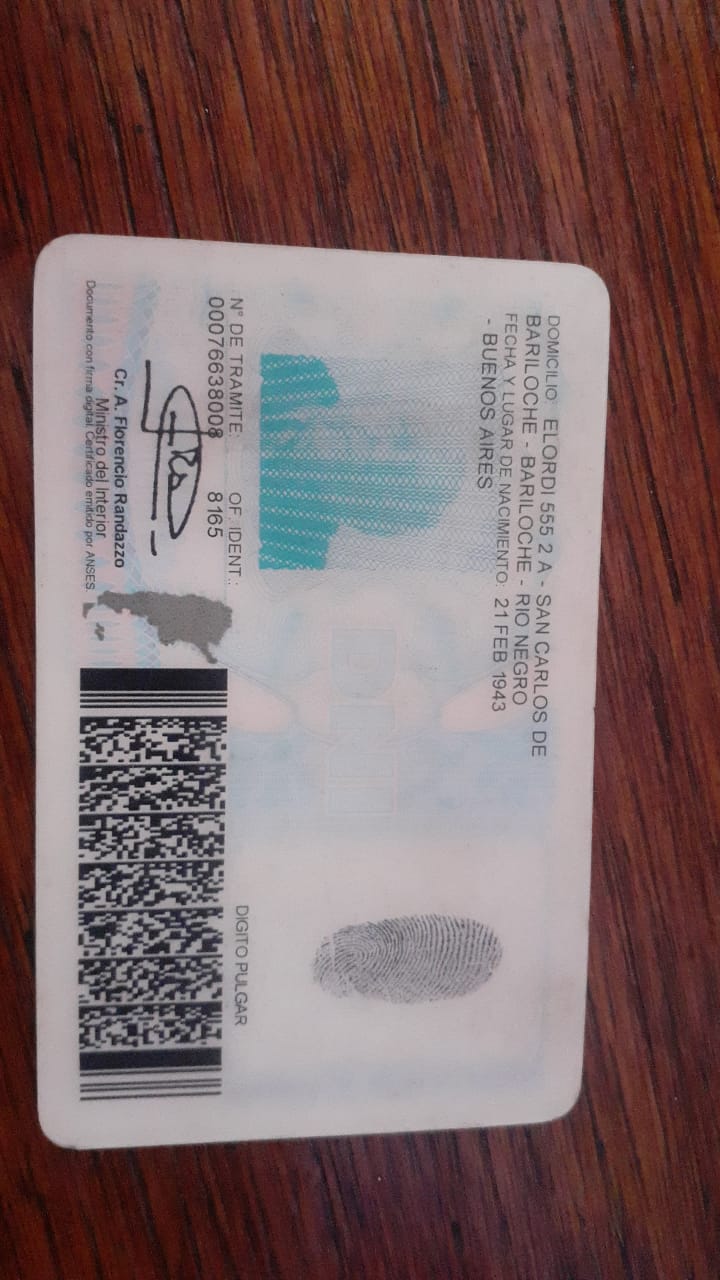 DOMICILIO: ELORDI 555 2 A - SAN CARLOS DE
BARILOCHE - BARILOCHE - RIO NEGRO
FECHA Y LUGAR DE NACIMIENTO: 21 FEB 1943
- BUENOS AIRES
DNI
N° DE TRAMITE: OF. IDENT.:
00076638008 8165
Cr. A. Florencio Randazzo
Ministro del Interior
Documento con firma digital. Certificado emitido por ANSES
DIGITO PULGAR